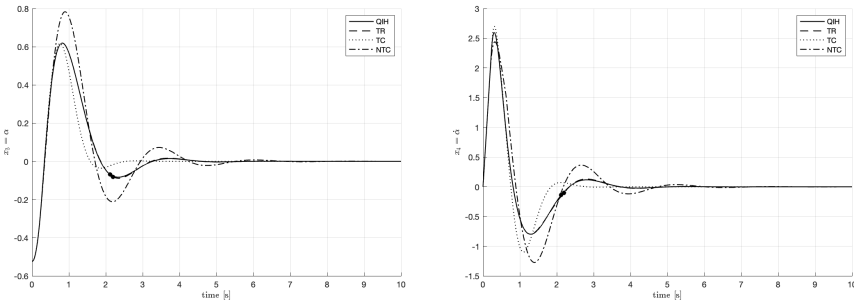 0.8
0.6
0.4
0.2
0
-0.2
-0.4
-0.6
0 1 2 3 4 5 6 7 8 9 10
time [s]
x₃ = α
QIH
TR
TC
NTC
3
2.5
2
1.5
1
0.5
0
-0.5
-1
-1.5
0 1 2 3 4 5 6 7 8 9 10
time [s]
x₄ = α̇
QIH
TR
TC
NTC